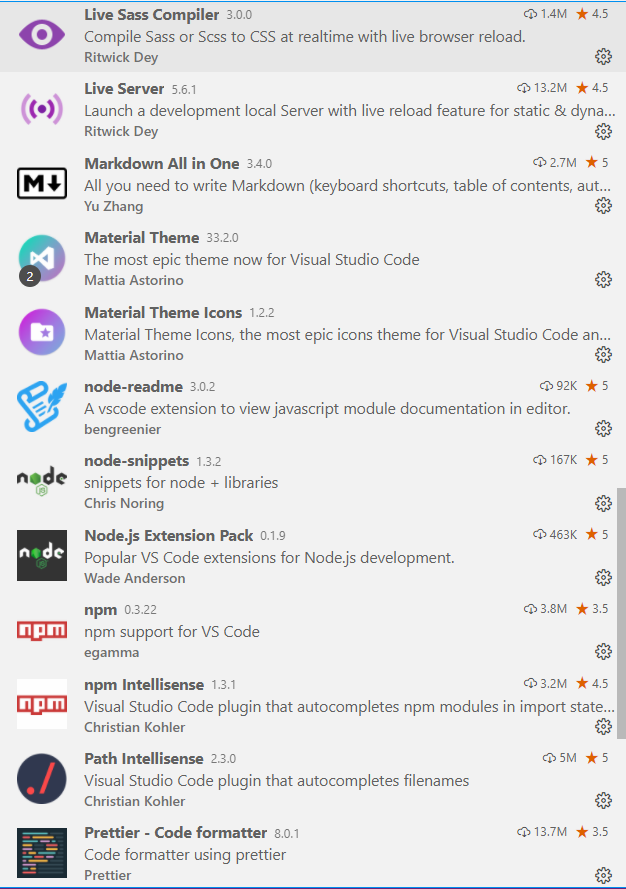 Live Sass Compiler 3.0.0 1.4M ★ 4.5
Compile Sass or Scss to CSS at realtime with live browser reload.
Ritwick Dey
Live Server 5.6.1 13.2M ★ 4.5
Launch a development local Server with live reload feature for static & dyna...
Ritwick Dey
M↓
Markdown All in One 3.4.0 2.7M ★ 5
All you need to write Markdown (keyboard shortcuts, table of contents, aut...
Yu Zhang
Material Theme 33.2.0
The most epic theme now for Visual Studio Code
2
Mattia Astorino
Material Theme Icons 1.2.2
Material Theme Icons, the most epic icons theme for Visual Studio Code an...
Mattia Astorino
node-readme 3.0.2 92K ★ 5
A vscode extension to view javascript module documentation in editor.
bengreenier
node
node-snippets 1.3.2 167K ★ 5
snippets for node + libraries
Chris Noring
node
Node.js Extension Pack 0.1.9 463K ★ 5
Popular VS Code extensions for Node.js development.
Wade Anderson
npm
npm 0.3.22 3.8M ★ 3.5
npm support for VS Code
egamma
npm
npm Intellisense 1.3.1 3.2M ★ 4.5
Visual Studio Code plugin that autocompletes npm modules in import state...
Christian Kohler
./
Path Intellisense 2.3.0 5M ★ 5
Visual Studio Code plugin that autocompletes filenames
Christian Kohler
Prettier - Code formatter 8.0.1 13.7M ★ 3.5
Code formatter using prettier
Prettier